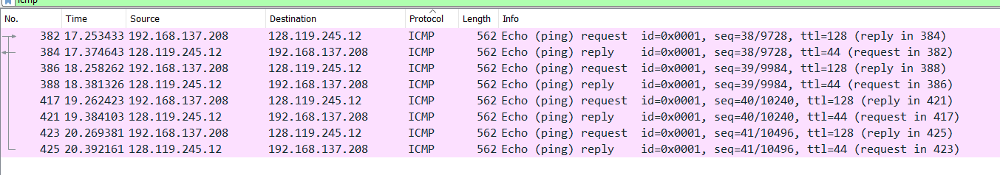 icmp
No. Time Source Destination Protocol Length Info
382 17.253433 192.168.137.208 128.119.245.12 ICMP 562 Echo (ping) request id=0x0001, seq=38/9728, ttl=128 (reply in 384)
384 17.374643 128.119.245.12 192.168.137.208 ICMP 562 Echo (ping) reply id=0x0001, seq=38/9728, ttl=44 (request in 382)
386 18.258262 192.168.137.208 128.119.245.12 ICMP 562 Echo (ping) request id=0x0001, seq=39/9984, ttl=128 (reply in 388)
388 18.381326 128.119.245.12 192.168.137.208 ICMP 562 Echo (ping) reply id=0x0001, seq=39/9984, ttl=44 (request in 386)
417 19.262423 192.168.137.208 128.119.245.12 ICMP 562 Echo (ping) request id=0x0001, seq=40/10240, ttl=128 (reply in 421)
421 19.384103 128.119.245.12 192.168.137.208 ICMP 562 Echo (ping) reply id=0x0001, seq=40/10240, ttl=44 (request in 417)
423 20.269381 192.168.137.208 128.119.245.12 ICMP 562 Echo (ping) request id=0x0001, seq=41/10496, ttl=128 (reply in 425)
425 20.392161 128.119.245.12 192.168.137.208 ICMP 562 Echo (ping) reply id=0x0001, seq=41/10496, ttl=44 (request in 423)